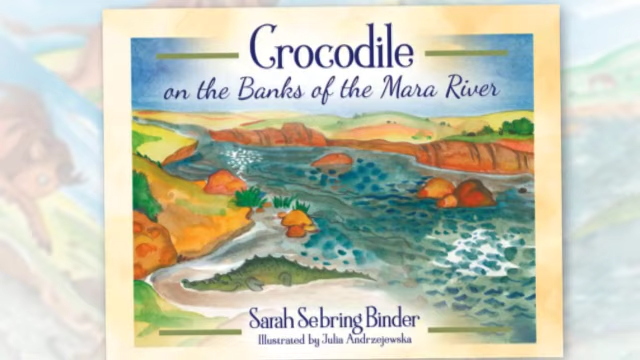 Crocodile
on the Banks of the Mara River
Sarah Sebring Binder
Illustrated by Julia Andrzejewska